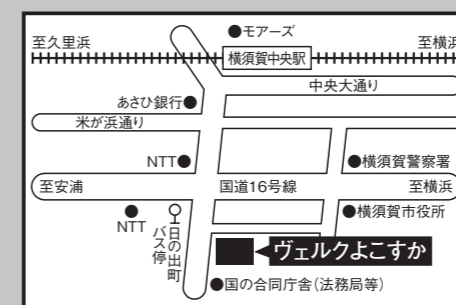 ●モアーズ
至久里浜
至横浜
横須賀中央駅
中央大通り
あさひ銀行●
米が浜通り
NTT●
●横須賀警察署
至安浦
国道16号線
至横浜
●
NTT
日の出町
バス停
●横須賀市役所
ヴェルクよこすか
●国の合同庁舎(法務局等)